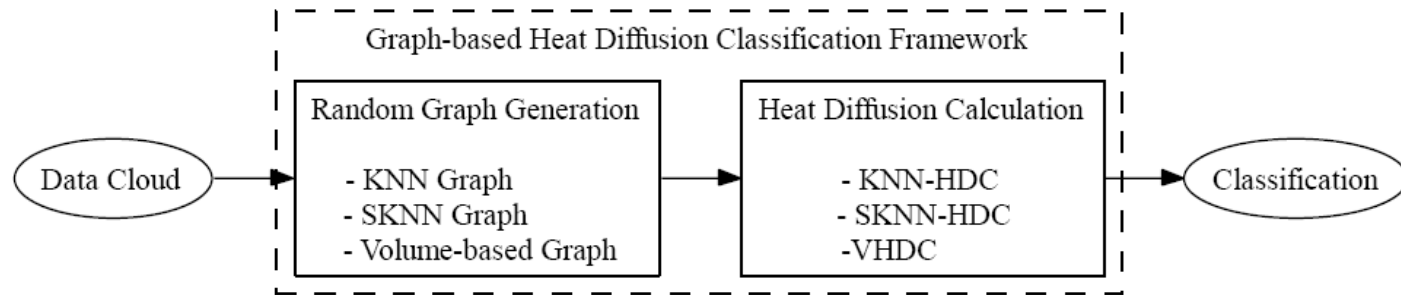 Graph-based Heat Diffusion Classification Framework
Data Cloud
Random Graph Generation
- KNN Graph
- SKNN Graph
- Volume-based Graph
Heat Diffusion Calculation
- KNN-HDC
- SKNN-HDC
-VHDC
Classification